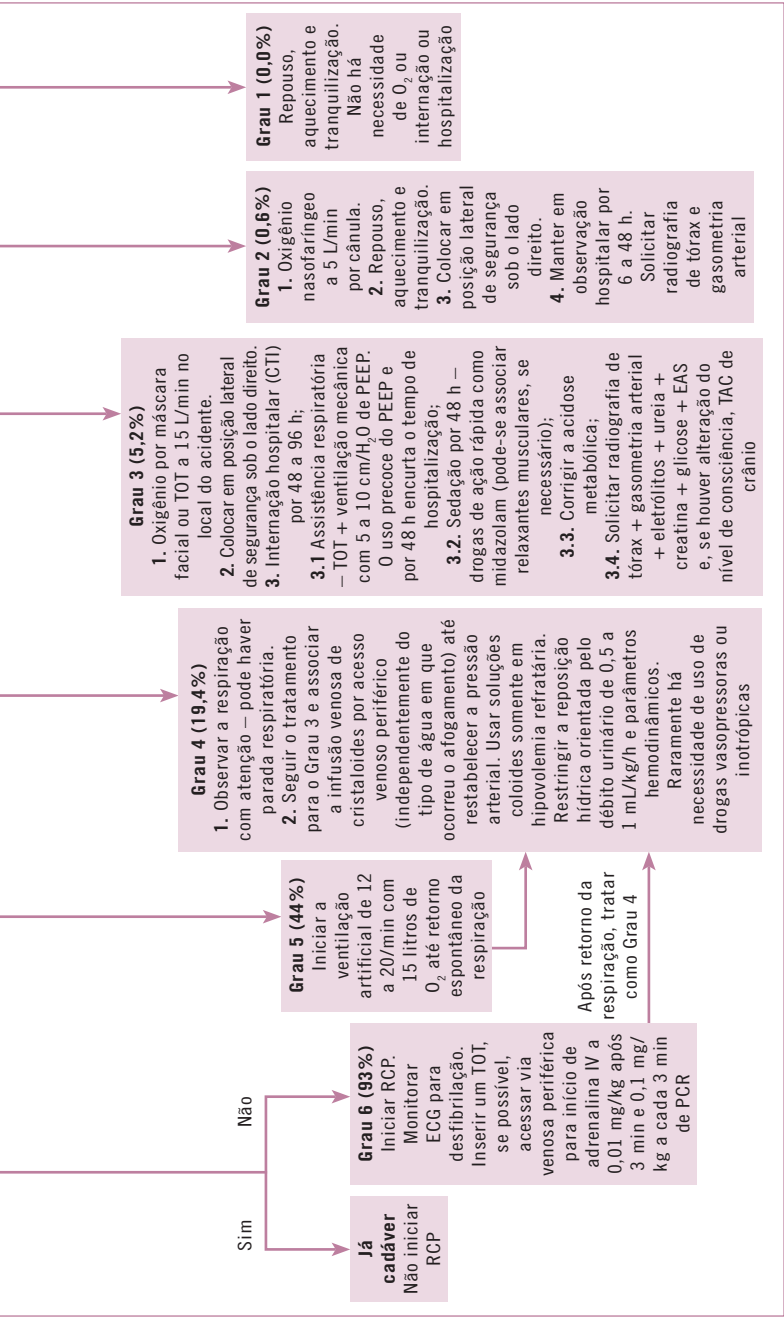 Sim
Não
Já
cadáver
Não iniciar
RCP
Grau 6 (93%)
Iniciar RCP.
Monitorar
ECG para
desfibrilação.
Inserir um TOT,
se possível,
acessar via
venosa periférica
para início de
adrenalina IV a
0,01 mg/kg após
3 min e 0,1 mg/
kg a cada 3 min
de PCR
Após retorno da
respiração, tratar
como Grau 4
Grau 5 (44%)
Iniciar a
ventilação
artificial de 12
a 20/min com
15 litros de
O₂ até retorno
espontâneo da
respiração
Grau 4 (19,4%)
1. Observar a respiração
com atenção – pode haver
parada respiratória.
2. Seguir o tratamento
para o Grau 3 e associar
a infusão venosa de
cristaloides por acesso
venoso periférico
(independentemente do
tipo de água em que
ocorreu o afogamento) até
restabelecer a pressão
arterial. Usar soluções
coloides somente em
hipovolemia refratária.
Restringir a reposição
hídrica orientada pelo
débito urinário de 0,5 a
1 mL/kg/h e parâmetros
hemodinâmicos.
Raramente há
necessidade de uso de
drogas vasopressoras ou
inotrópicas
Grau 3 (5,2%)
1. Oxigênio por máscara
facial ou TOT a 15 L/min no
local do acidente.
2. Colocar em posição lateral
de segurança sob o lado direito.
3. Internação hospitalar (CTI)
por 48 a 96 h;
3.1 Assistência respiratória
– TOT + ventilação mecânica
com 5 a 10 cm/H₂O de PEEP.
O uso precoce do PEEP e
por 48 h encurta o tempo de
hospitalização;
3.2. Sedação por 48 h –
drogas de ação rápida como
midazolam (pode-se associar
relaxantes musculares, se
necessário);
3.3. Corrigir a acidose
metabólica;
3.4. Solicitar radiografia de
tórax + gasometria arterial
+ eletrólitos + ureia +
creatina + glicose + EAS
e, se houver alteração do
nível de consciência, TAC de
crânio
Grau 2 (0,6%)
1. Oxigênio
nasofaríngeo
a 5 L/min
por cânula.
2. Repouso,
aquecimento e
tranquilização.
3. Colocar em
posição lateral
de segurança
sob o lado
direito.
4. Manter em
observação
hospitalar por
6 a 48 h.
Solicitar
radiografia
de tórax e
gasometria
arterial
Grau 1 (0,0%)
Repouso,
aquecimento e
tranquilização.
Não há
necessidade
de O₂ ou
internação ou
hospitalização